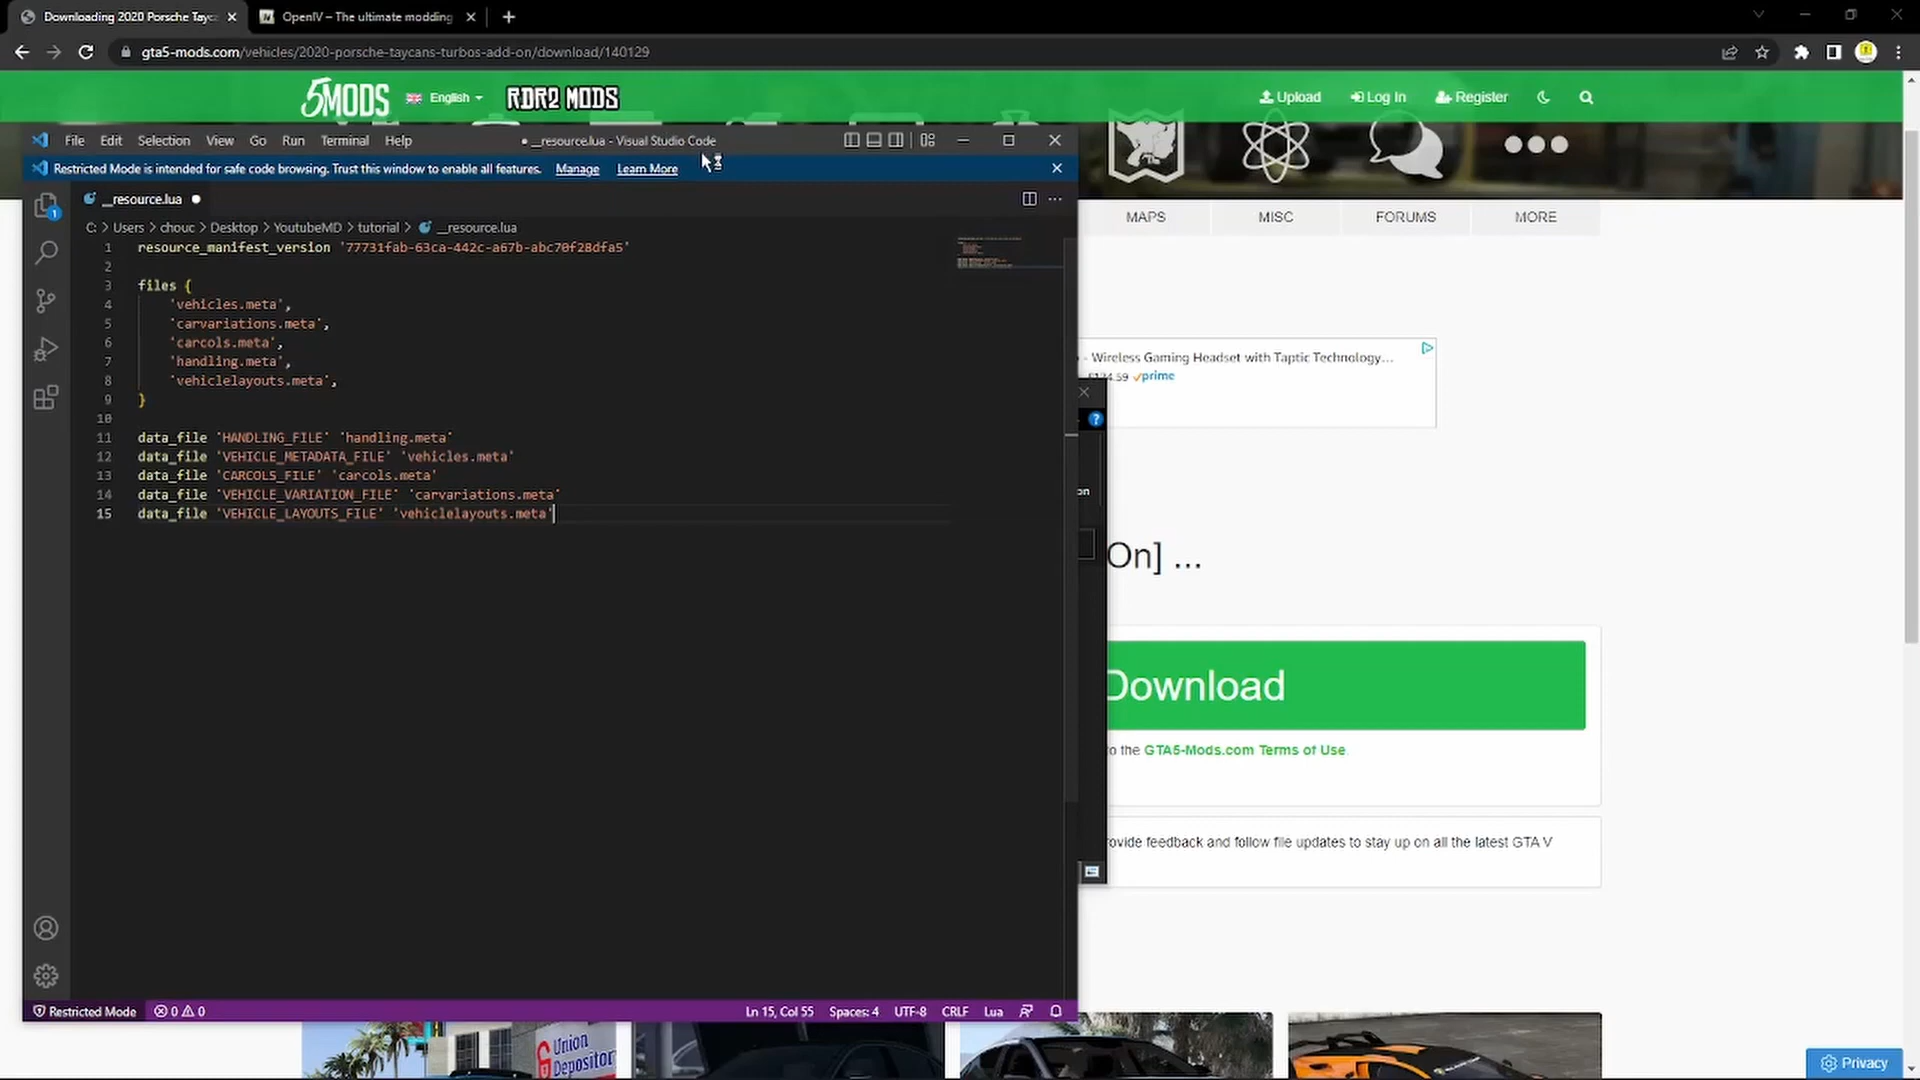 Downloading 2020 Porsche Tayc
OpenIV – The ultimate modding
gta5-mods.com/vehicles/2020-porsche-taycans-turbos-add-on/download/140129
5MODS
English
RDR2 MODS
Upload
Log In
Register
File Edit Selection View Go Run Terminal Help
● __resource.lua - Visual Studio Code
Restricted Mode is intended for safe code browsing. Trust this window to enable all features. Manage Learn More
__resource.lua ●
C: > Users > chouc > Desktop > YoutubeMD > tutorial > __resource.lua
MAPS MISC FORUMS MORE
1 resource_manifest_version '77731fab-63ca-442c-a67b-abc70f28dfa5'
2
3 files {
4 'vehicles.meta',
5 'carvariations.meta',
6 'carcols.meta',
7 'handling.meta',
8 'vehiclelayouts.meta',
9 }
10
11 data_file 'HANDLING_FILE' 'handling.meta'
12 data_file 'VEHICLE_METADATA_FILE' 'vehicles.meta'
13 data_file 'CARCOLS_FILE' 'carcols.meta'
14 data_file 'VEHICLE_VARIATION_FILE' 'carvariations.meta'
15 data_file 'VEHICLE_LAYOUTS_FILE' 'vehiclelayouts.meta'
1
- Wireless Gaming Headset with Taptic Technology...
prime
?
on
On] ...
Download
o the GTA5-Mods.com Terms of Use.
ovide feedback and follow file updates to stay up on all the latest GTA V
Restricted Mode
0 0
Ln 15, Col 55 Spaces: 4 UTF-8 CRLF Lua
Union
Depositor
Privacy